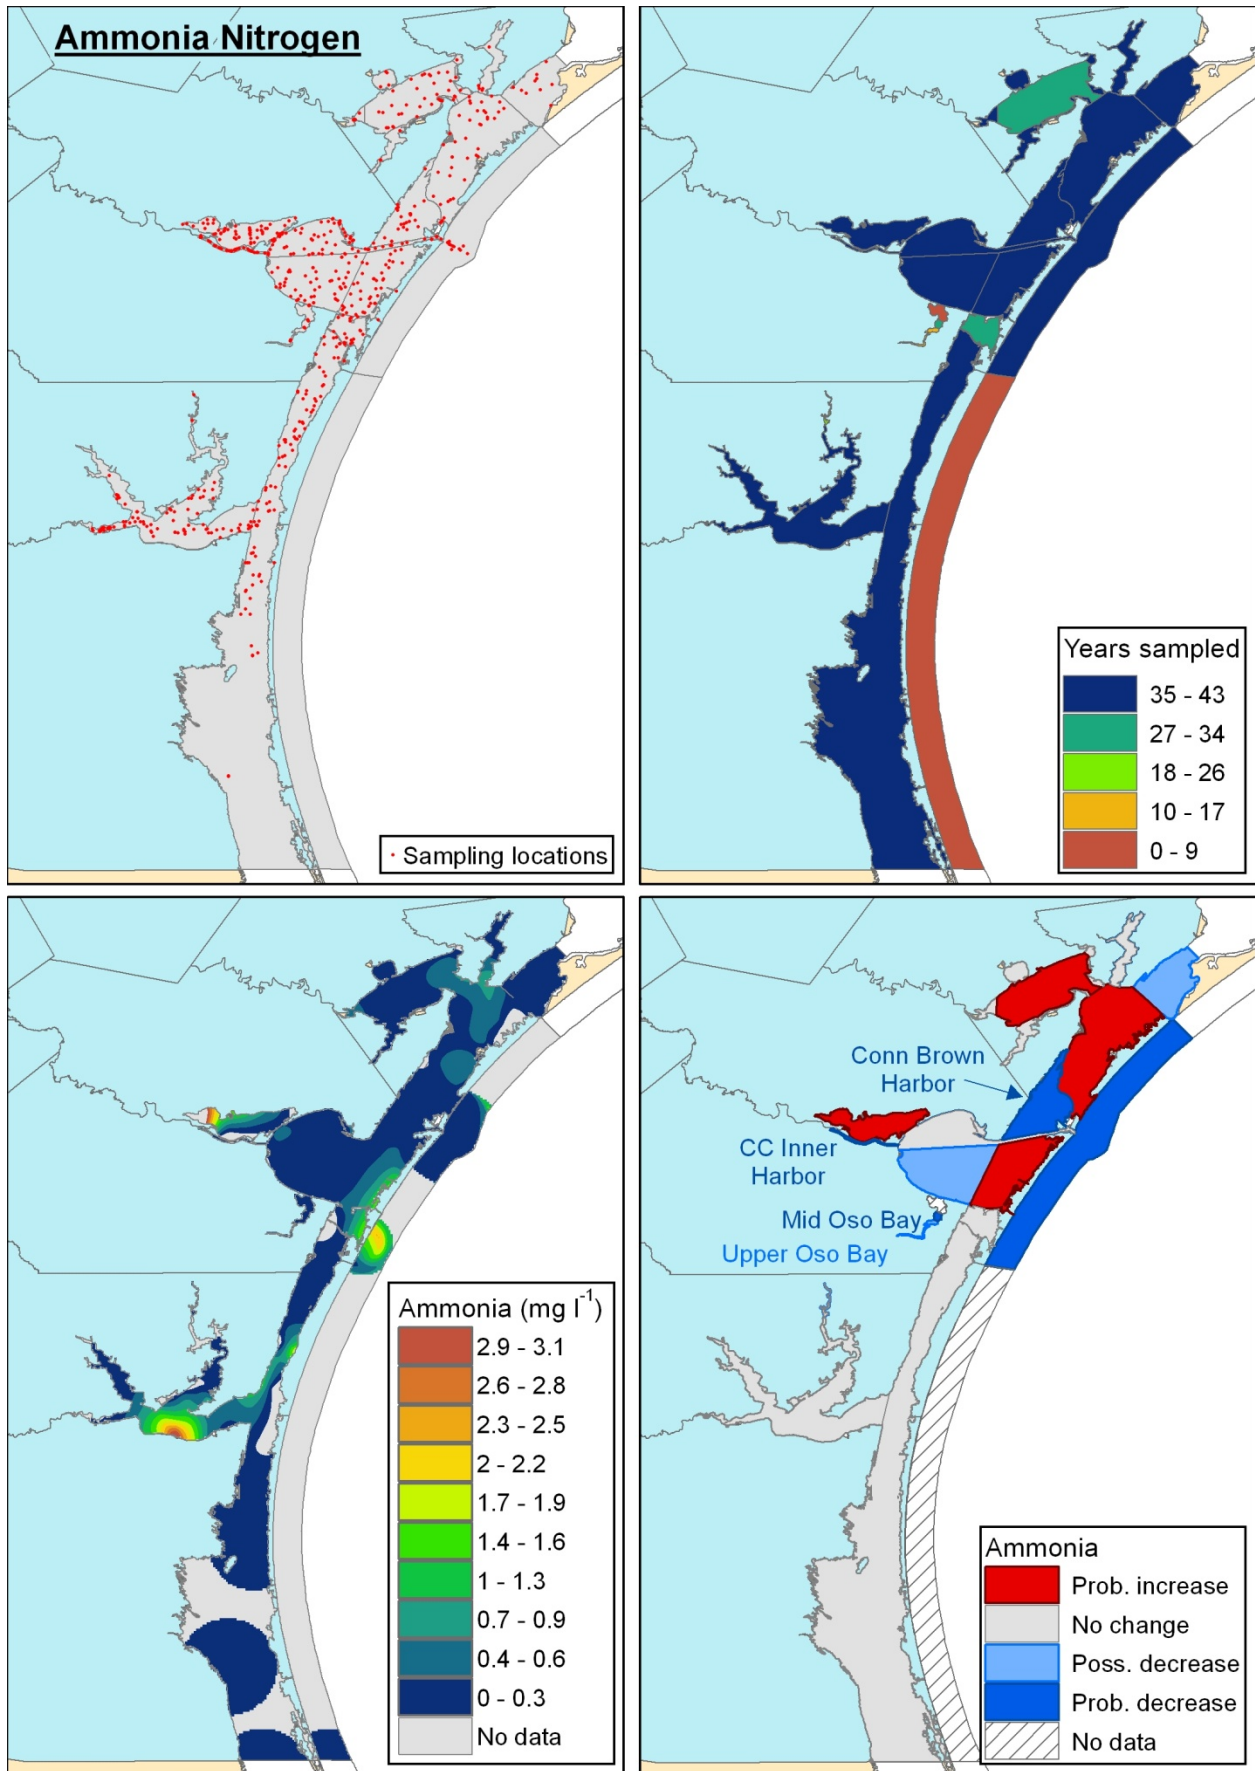 Ammonia Nitrogen
Sampling locations
Years sampled
35 - 43
27 - 34
18 - 26
10 - 17
0 - 9
Ammonia (mg l⁻¹)
2.9 - 3.1
2.6 - 2.8
2.3 - 2.5
2 - 2.2
1.7 - 1.9
1.4 - 1.6
1 - 1.3
0.7 - 0.9
0.4 - 0.6
0 - 0.3
No data
Conn Brown
Harbor
CC Inner
Harbor
Mid Oso Bay
Upper Oso Bay
Ammonia
Prob. increase
No change
Poss. decrease
Prob. decrease
No data